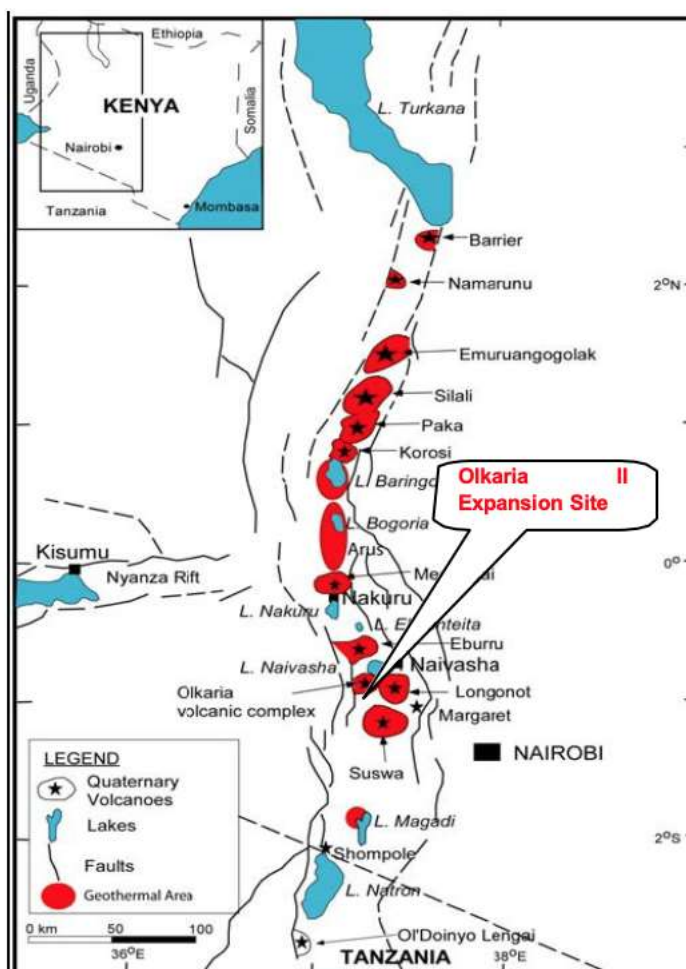 Ethiopia
Uganda
KENYA
Somalia
Nairobi
Mombasa
Tanzania
L. Turkana
Barrier
Namarunu
2°N
Emuruangogolak
Silali
Paka
Korosi
L. Baringo
Olkaria II
Expansion Site
L. Bogoria
Arus
Kisumu
Nyanza Rift
0°
Nakuru
L. Nakuru
Eburru
L. Naivasha
Naivasha
Olkaria
volcanic complex
Longonot
Margaret
NAIROBI
Suswa
LEGEND
Quaternary
Volcanoes
Lakes
Faults
Geothermal Area
L. Magadi
2°S
Shompole
L. Natron
0 km 50 100
Ol'Doinyo Lengai
36°E
TANZANIA
38°E